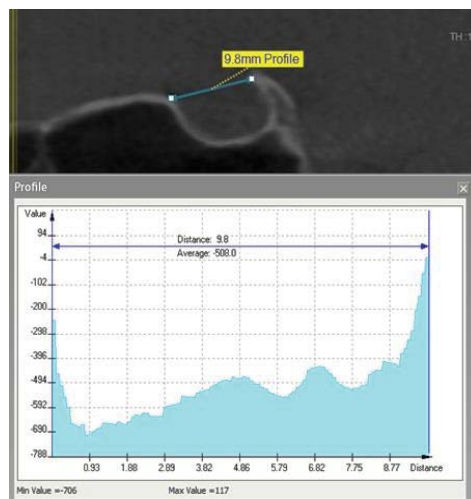 9.8mm Profile
TH :1
Profile
Value
Distance: 9.8
Average: -508.0
94
-4
-102
-200
-298
-396
-494
-592
-690
-788
0.93 1.88 2.89 3.82 4.86 5.79 6.82 7.75 8.77 Distance
Min Value =-706 Max Value =117